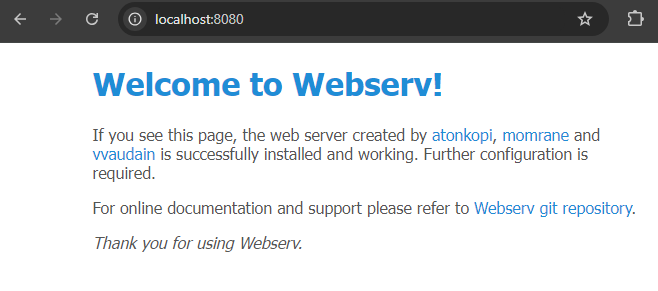 localhost:8080
Welcome to Webserv!
If you see this page, the web server created by atonkopi, momrane and
vvaudain is successfully installed and working. Further configuration is
required.
For online documentation and support please refer to Webserv git repository.
Thank you for using Webserv.